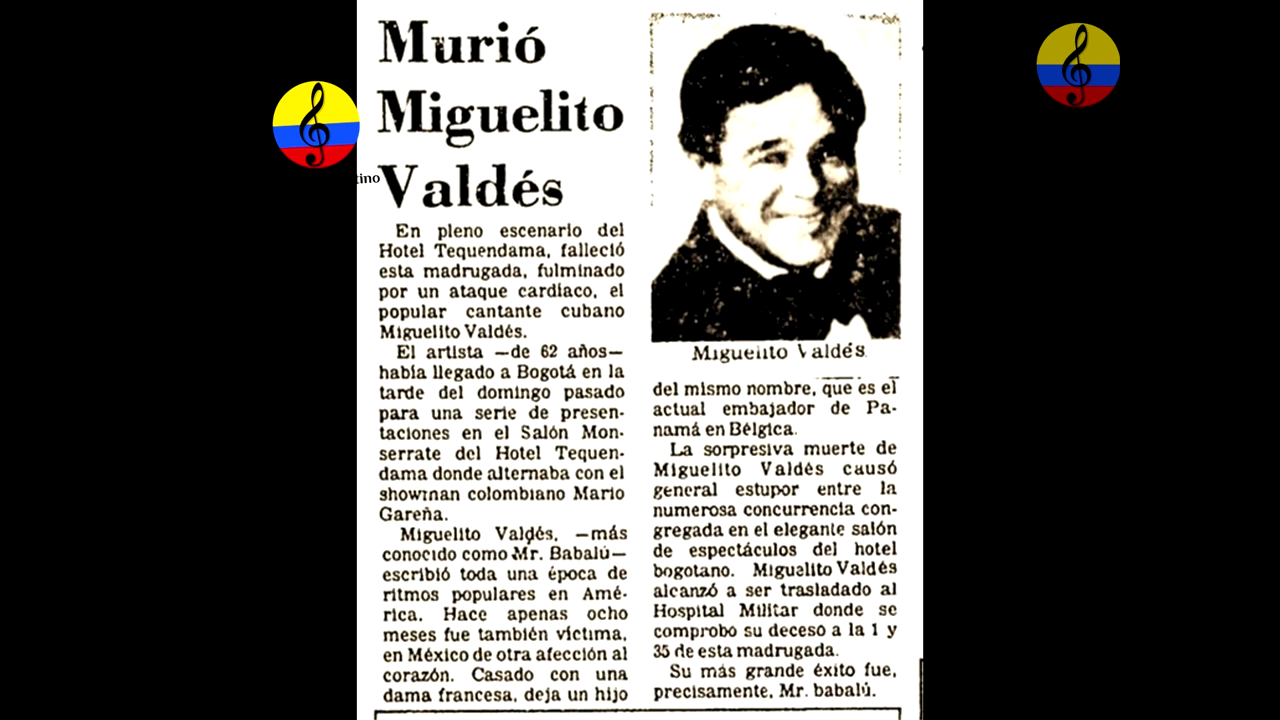 Murió
Miguelito
Valdés
tino
En pleno escenario del
Hotel Tequendama, falleció
esta madrugada, fulminado
por un ataque cardiaco, el
popular cantante cubano
Miguelito Valdés.
El artista —de 62 años—
había llegado a Bogotá en la
tarde del domingo pasado
para una serie de presen-
taciones en el Salón Mon-
serrate del Hotel Tequen-
dama donde alternaba con el
showman colombiano Mario
Gareña.
Miguelito Valdés, —más
conocido como Mr. Babalú—
escribió toda una época de
ritmos populares en Amé-
rica. Hace apenas ocho
meses fue también víctima,
en México de otra afección al
corazón. Casado con una
dama francesa, deja un hijo
Miguelito Valdés
del mismo nombre, que es el
actual embajador de Pa-
namá en Bélgica.
La sorpresiva muerte de
Miguelito Valdés causó
general estupor entre la
numerosa concurrencia con-
gregada en el elegante salón
de espectáculos del hotel
bogotano. Miguelito Valdés
alcanzó a ser trasladado al
Hospital Militar donde se
comprobo su deceso a la 1 y
35 de esta madrugada.
Su más grande éxito fue,
precisamente, Mr. babalú.